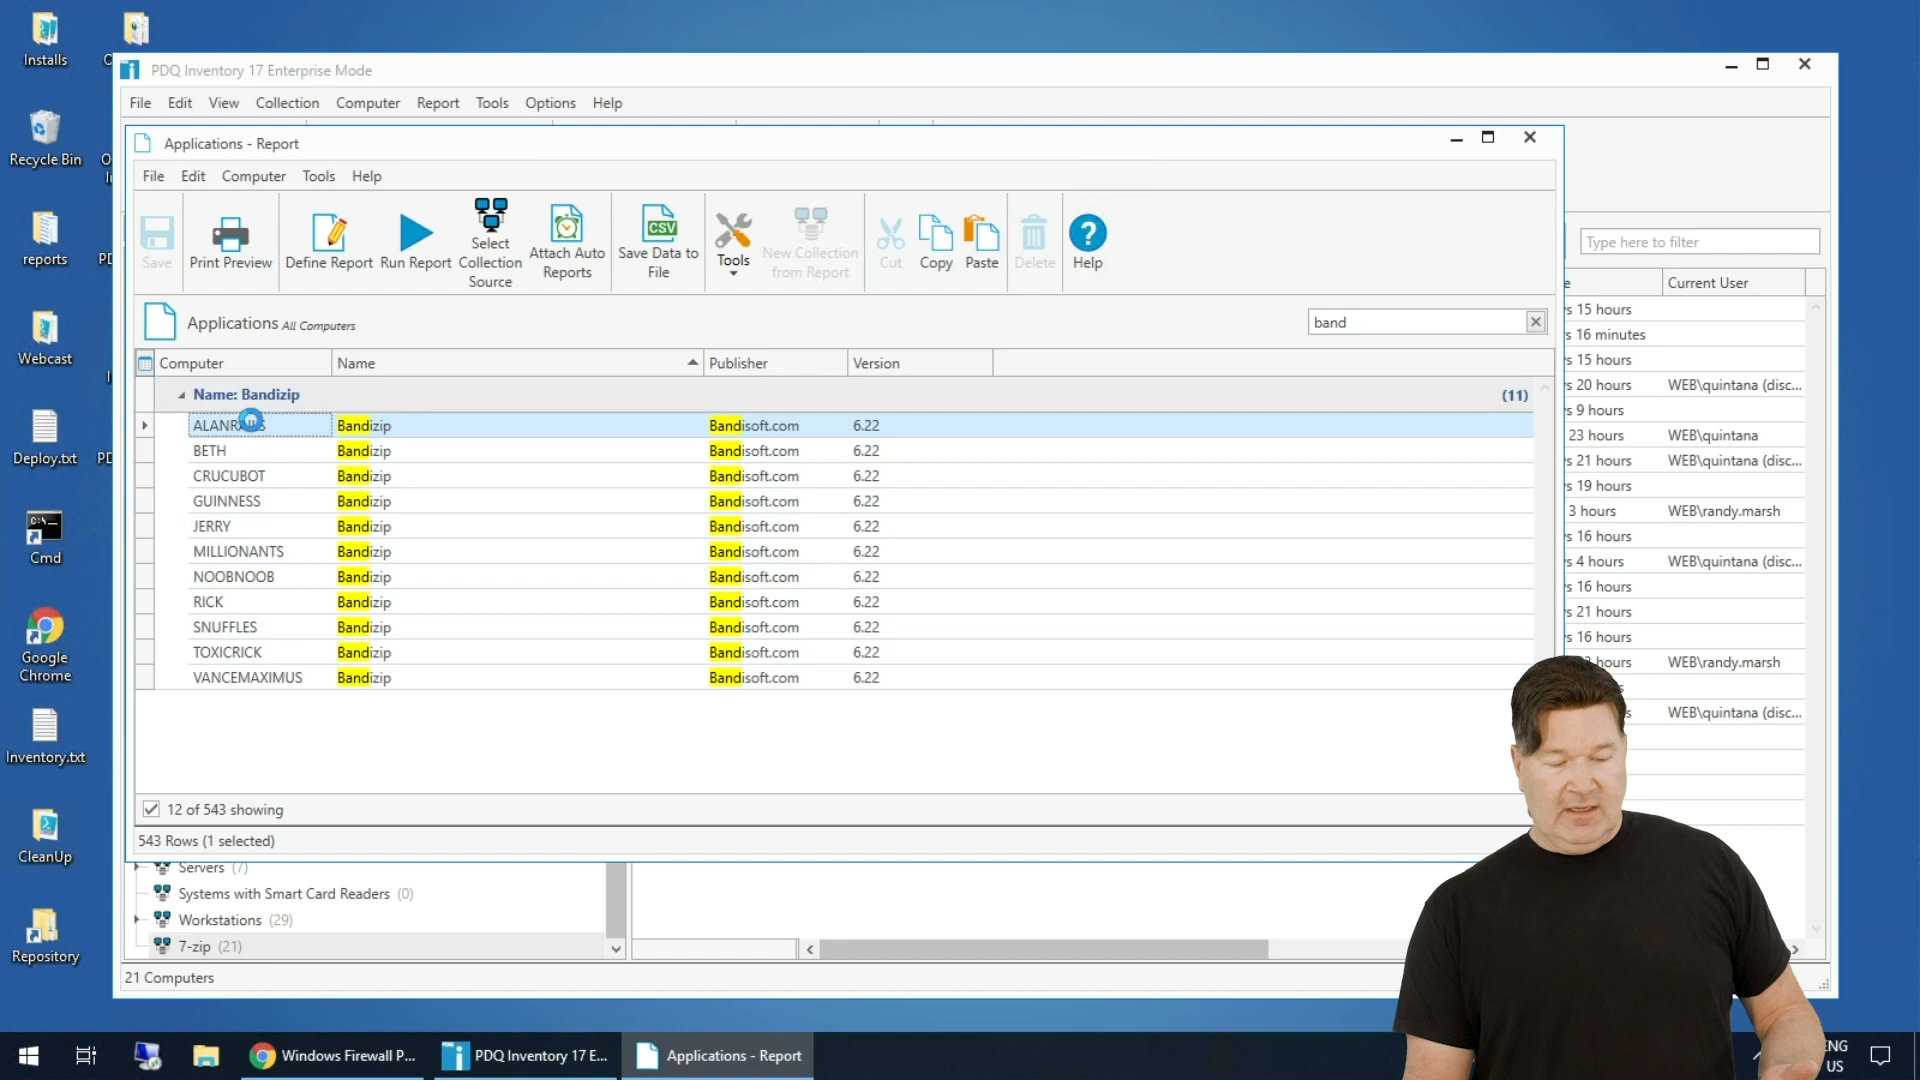 Installs
PDQ Inventory 17 Enterprise Mode
File Edit View Collection Computer Report Tools Options Help
Applications - Report
File Edit Computer Tools Help
Save
Print Preview
Define Report
Run Report
Select
Collection
Source
Attach Auto
Reports
Save Data to
File
Tools
New Collection
from Report
Cut
Copy
Paste
Delete
Help
Type here to filter
Current User
Applications All Computers
band
Computer Name Publisher Version
Name: Bandizip (11)
ALANRAILS Bandizip Bandisoft.com 6.22
BETH Bandizip Bandisoft.com 6.22
CRUCUBOT Bandizip Bandisoft.com 6.22
GUINNESS Bandizip Bandisoft.com 6.22
JERRY Bandizip Bandisoft.com 6.22
MILLIONANTS Bandizip Bandisoft.com 6.22
NOOBNOOB Bandizip Bandisoft.com 6.22
RICK Bandizip Bandisoft.com 6.22
SNUFFLES Bandizip Bandisoft.com 6.22
TOXICRICK Bandizip Bandisoft.com 6.22
VANCEMAXIMUS Bandizip Bandisoft.com 6.22
12 of 543 showing
543 Rows (1 selected)
s 15 hours
s 16 minutes
s 15 hours
s 20 hours WEB\quintana (disc...
s 9 hours
23 hours WEB\quintana
s 21 hours WEB\quintana (disc...
s 19 hours
3 hours WEB\randy.marsh
s 16 hours
s 4 hours WEB\quintana (disc...
s 16 hours
s 21 hours
s 16 hours
hours WEB\randy.marsh
s
s WEB\quintana (disc...
Servers (7)
Systems with Smart Card Readers (0)
Workstations (29)
7-zip (21)
21 Computers
Recycle Bin
reports
Webcast
Deploy.txt
Cmd
Google
Chrome
Inventory.txt
CleanUp
Repository
Windows Firewall P...
PDQ Inventory 17 E...
Applications - Report
ENG
US